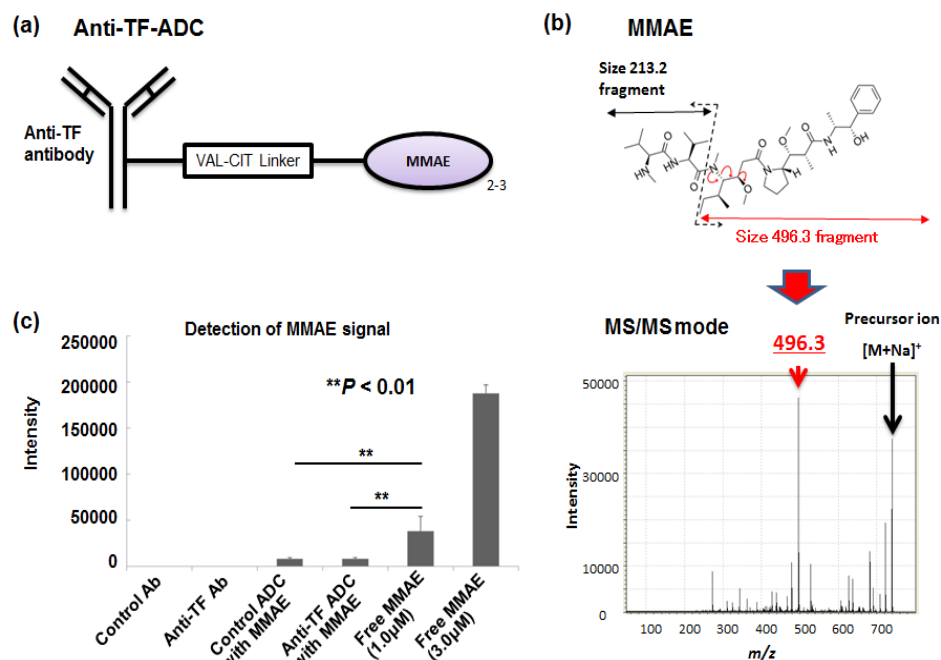 (a) Anti-TF-ADC
Anti-TF
antibody
VAL-CIT Linker
MMAE
2-3
(b) MMAE
Size 213.2
fragment
N
H
HN
O
O
N
O
O
N
H
O
O
N
H
OH
Size 496.3 fragment
MS/MS mode
496.3
Precursor ion
[M+Na]+
50000
30000
10000
0
Intensity
100 200 300 400 500 600 700
m/z
(c) Detection of MMAE signal
250000
200000
150000
100000
50000
0
Intensity
**P < 0.01
**
**
Control Ab
Anti-TF Ab
Control ADC
with MMAE
Anti-TF ADC
with MMAE
Free MMAE
(1.0μM)
Free MMAE
(3.0μM)